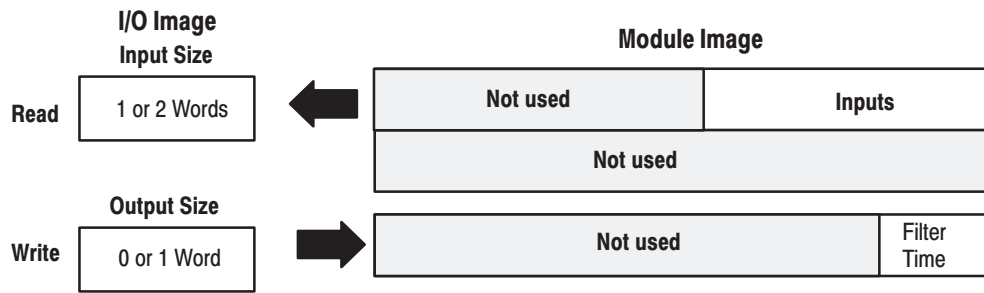 I/O Image
Module Image
Input Size
Read
1 or 2 Words
Not used
Inputs
Not used
Output Size
Write
0 or 1 Word
Not used
Filter
Time